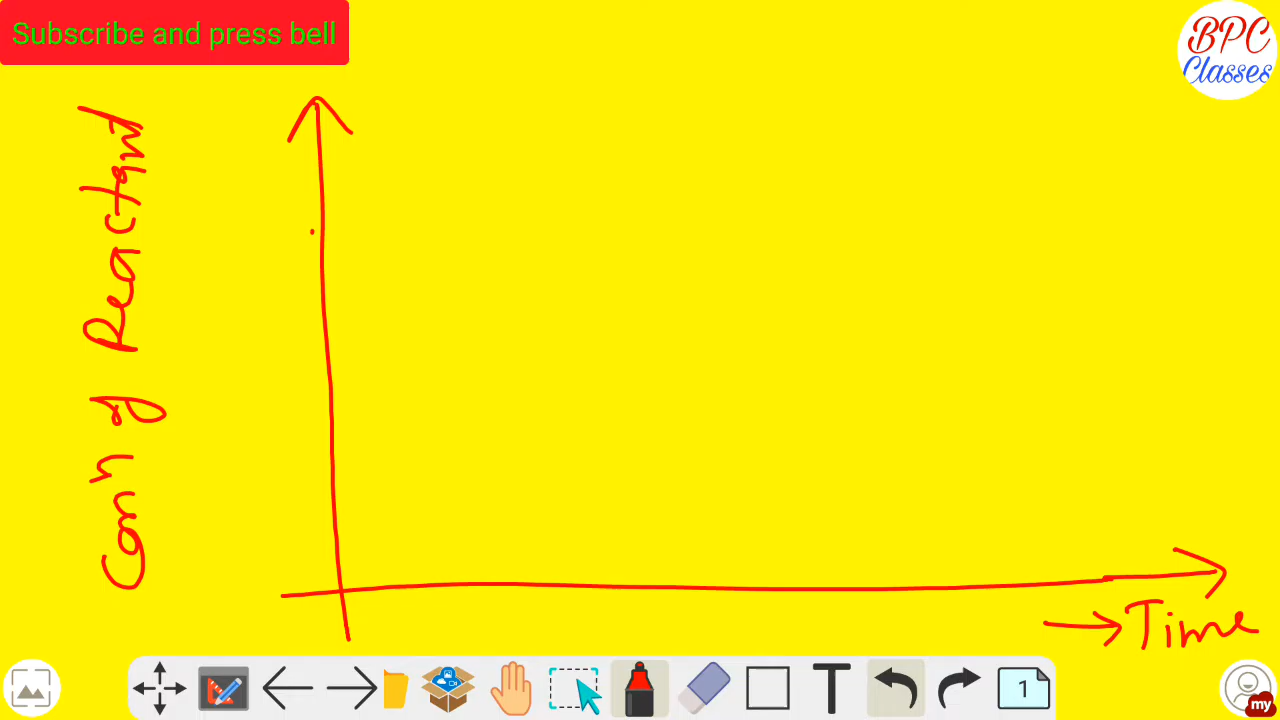 Subscribe and press bell
BPC
Classes
Conⁿ of Reactant
→ Time
1
my